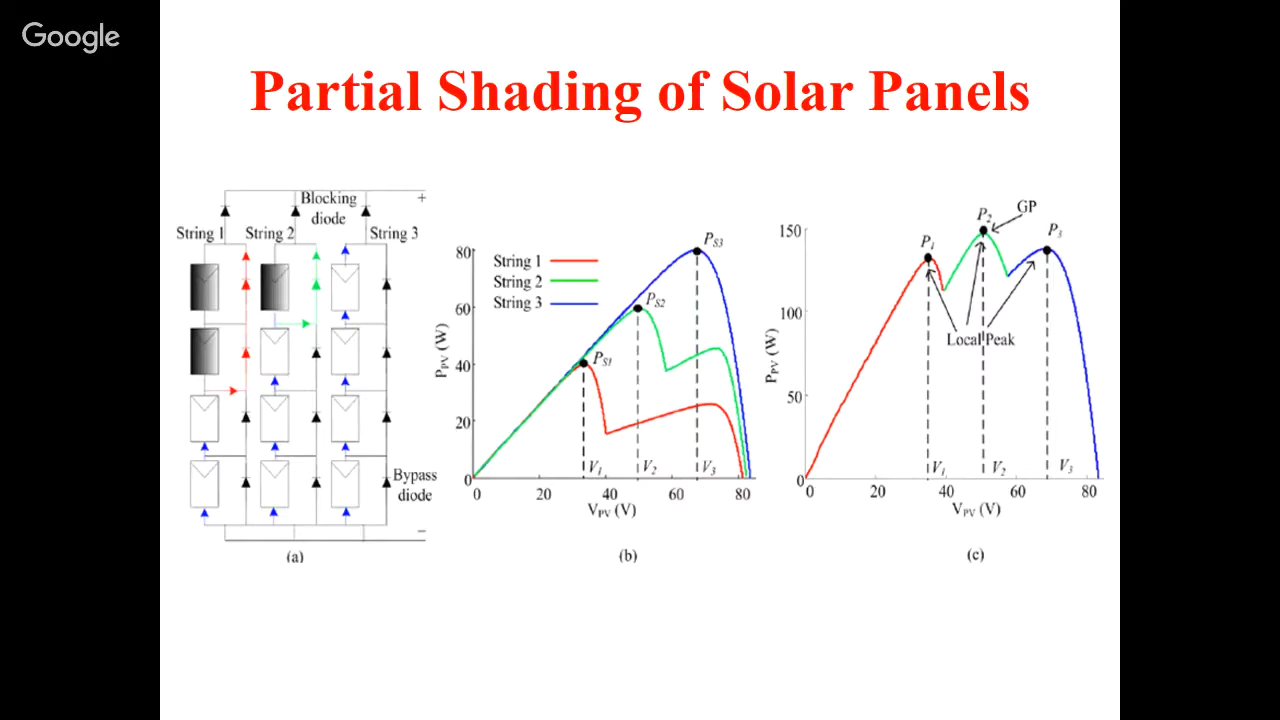 Google
Partial Shading of Solar Panels
Blocking
diode
+
String 1
String 2
String 3
Bypass
diode
−
(a)
80
60
40
20
0
P_PV (W)
String 1
String 2
String 3
P_S1
P_S2
P_S3
V_1
V_2
V_3
0
20
40
60
80
V_PV (V)
(b)
150
100
50
0
P_PV (W)
P_1
P_2
GP
P_3
Local Peak
V_1
V_2
V_3
0
20
40
60
80
V_PV (V)
(c)